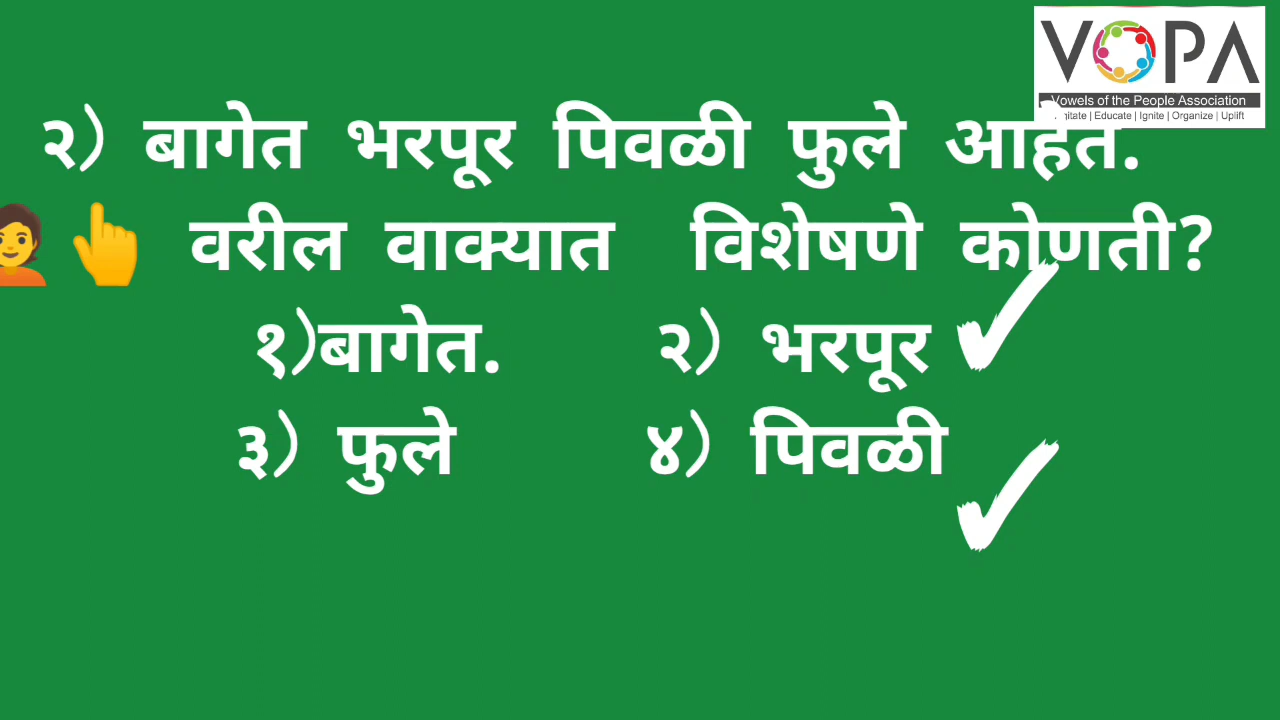 VOPA
Vowels of the People Association
Initate | Educate | Ignite | Organize | Uplift
२) बागेत भरपूर पिवळी फुले आहेत.
वरील वाक्यात विशेषणे कोणती?
१)बागेत. २) भरपूर
३) फुले ४) पिवळी